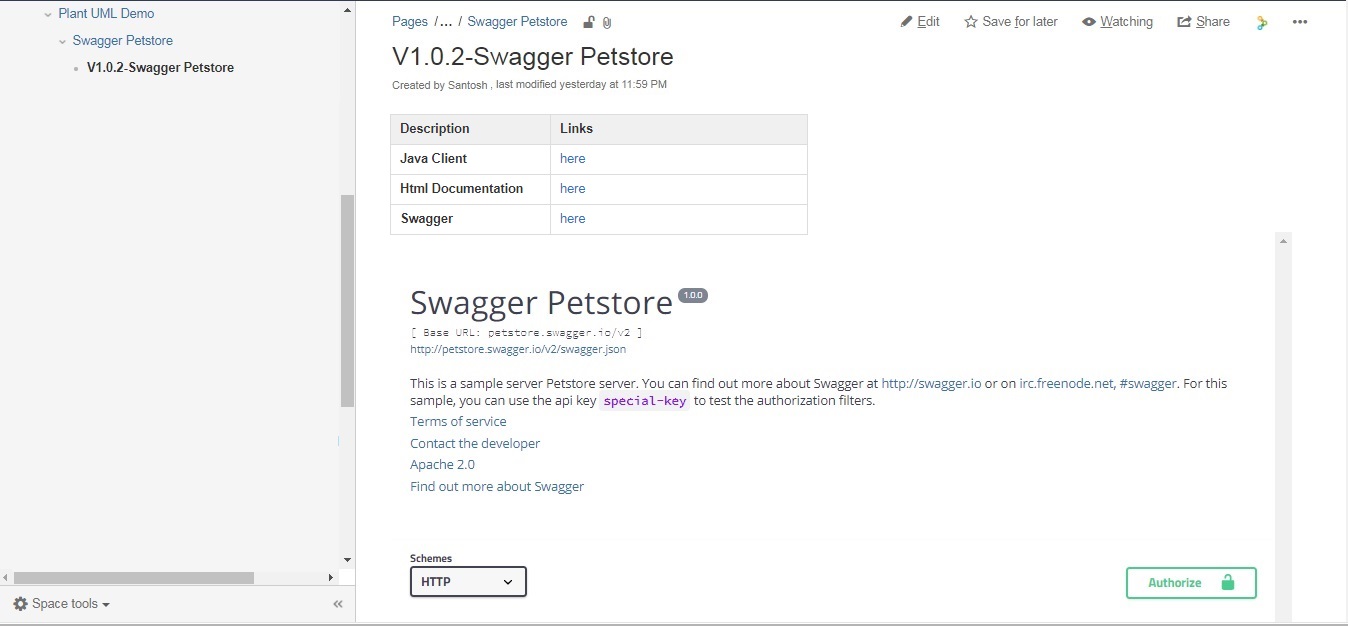 Plant UML Demo
Swagger Petstore
V1.0.2-Swagger Petstore
Space tools
Pages /... / Swagger Petstore
Edit Save for later Watching Share
V1.0.2-Swagger Petstore
Created by Santosh , last modified yesterday at 11:59 PM
Description Links
Java Client here
Html Documentation here
Swagger here
Swagger Petstore 1.0.0
[ Base URL: petstore.swagger.io/v2 ]
http://petstore.swagger.io/v2/swagger.json
This is a sample server Petstore server. You can find out more about Swagger at http://swagger.io or on irc.freenode.net, #swagger. For this
sample, you can use the api key special-key to test the authorization filters.
Terms of service
Contact the developer
Apache 2.0
Find out more about Swagger
Schemes
HTTP
Authorize